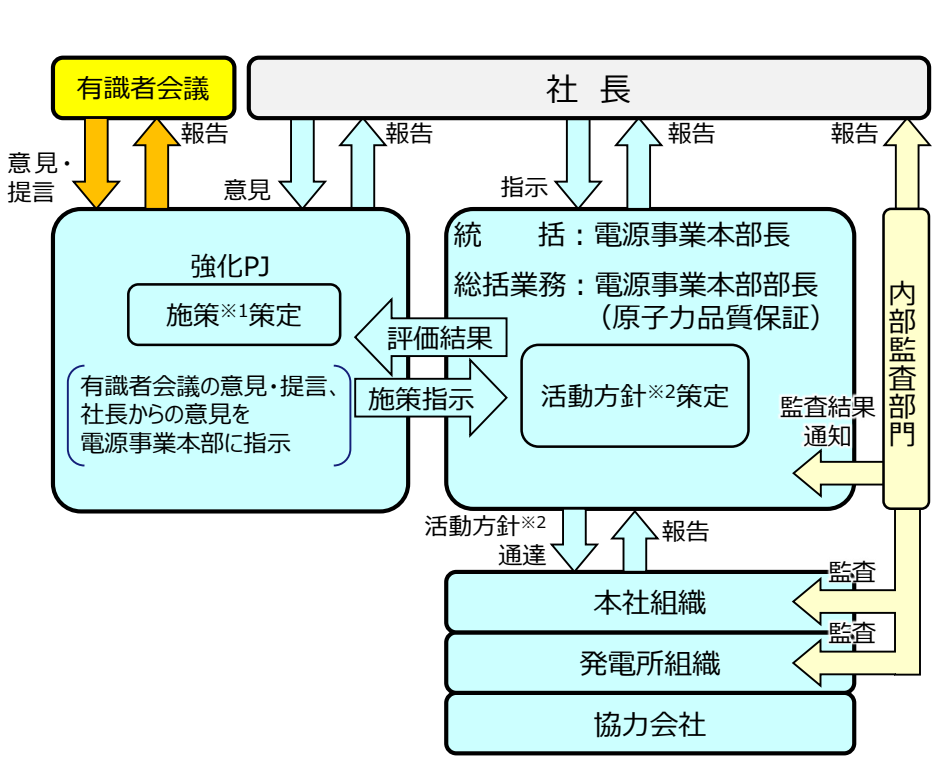 有識者会議
社 長
意見・
提言
報告
意見
報告
指示
報告
報告
強化PJ
施策※1策定
有識者会議の意見・提言、
社長からの意見を
電源事業本部に指示
評価結果
施策指示
統 括：電源事業本部長
総括業務：電源事業本部部長
（原子力品質保証）
活動方針※2策定
内部監査部門
監査結果
通知
活動方針※2
通達
報告
監査
本社組織
監査
発電所組織
協力会社